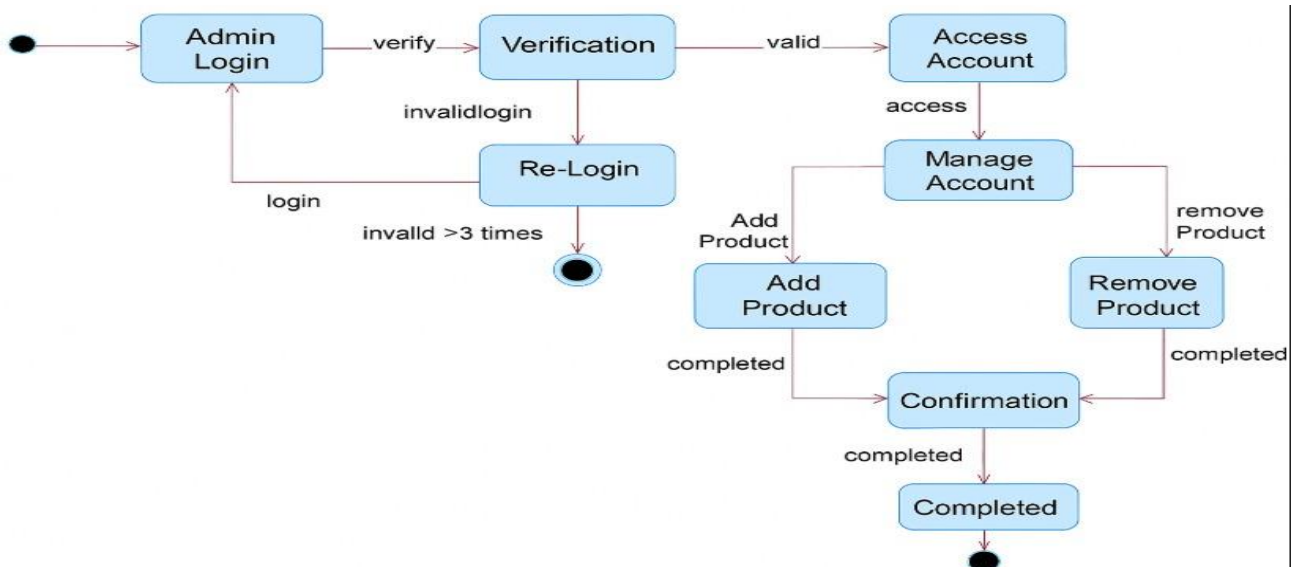 Admin
Login
verify
Verification
valid
Access
Account
invalidlogin
access
Re-Login
Manage
Account
login
invalld >3 times
Add
Product
remove
Product
Add
Product
Remove
Product
completed
completed
Confirmation
completed
Completed